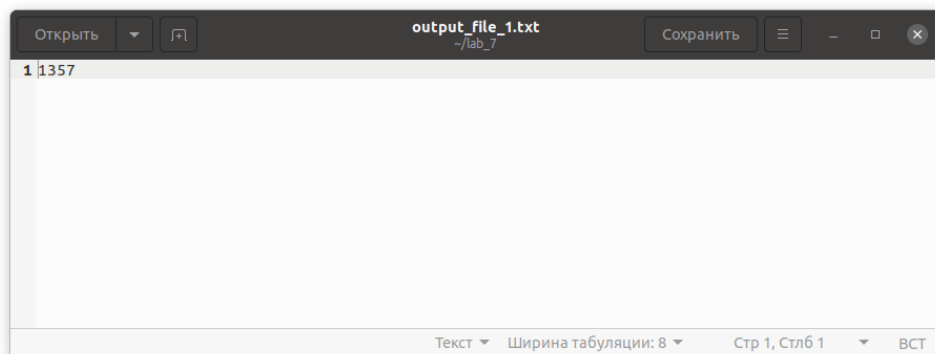 Открыть
output_file_1.txt
~/lab_7
Сохранить
1 1357
Текст Ширина табуляции: 8 Стр 1, Стлб 1 ВСТ